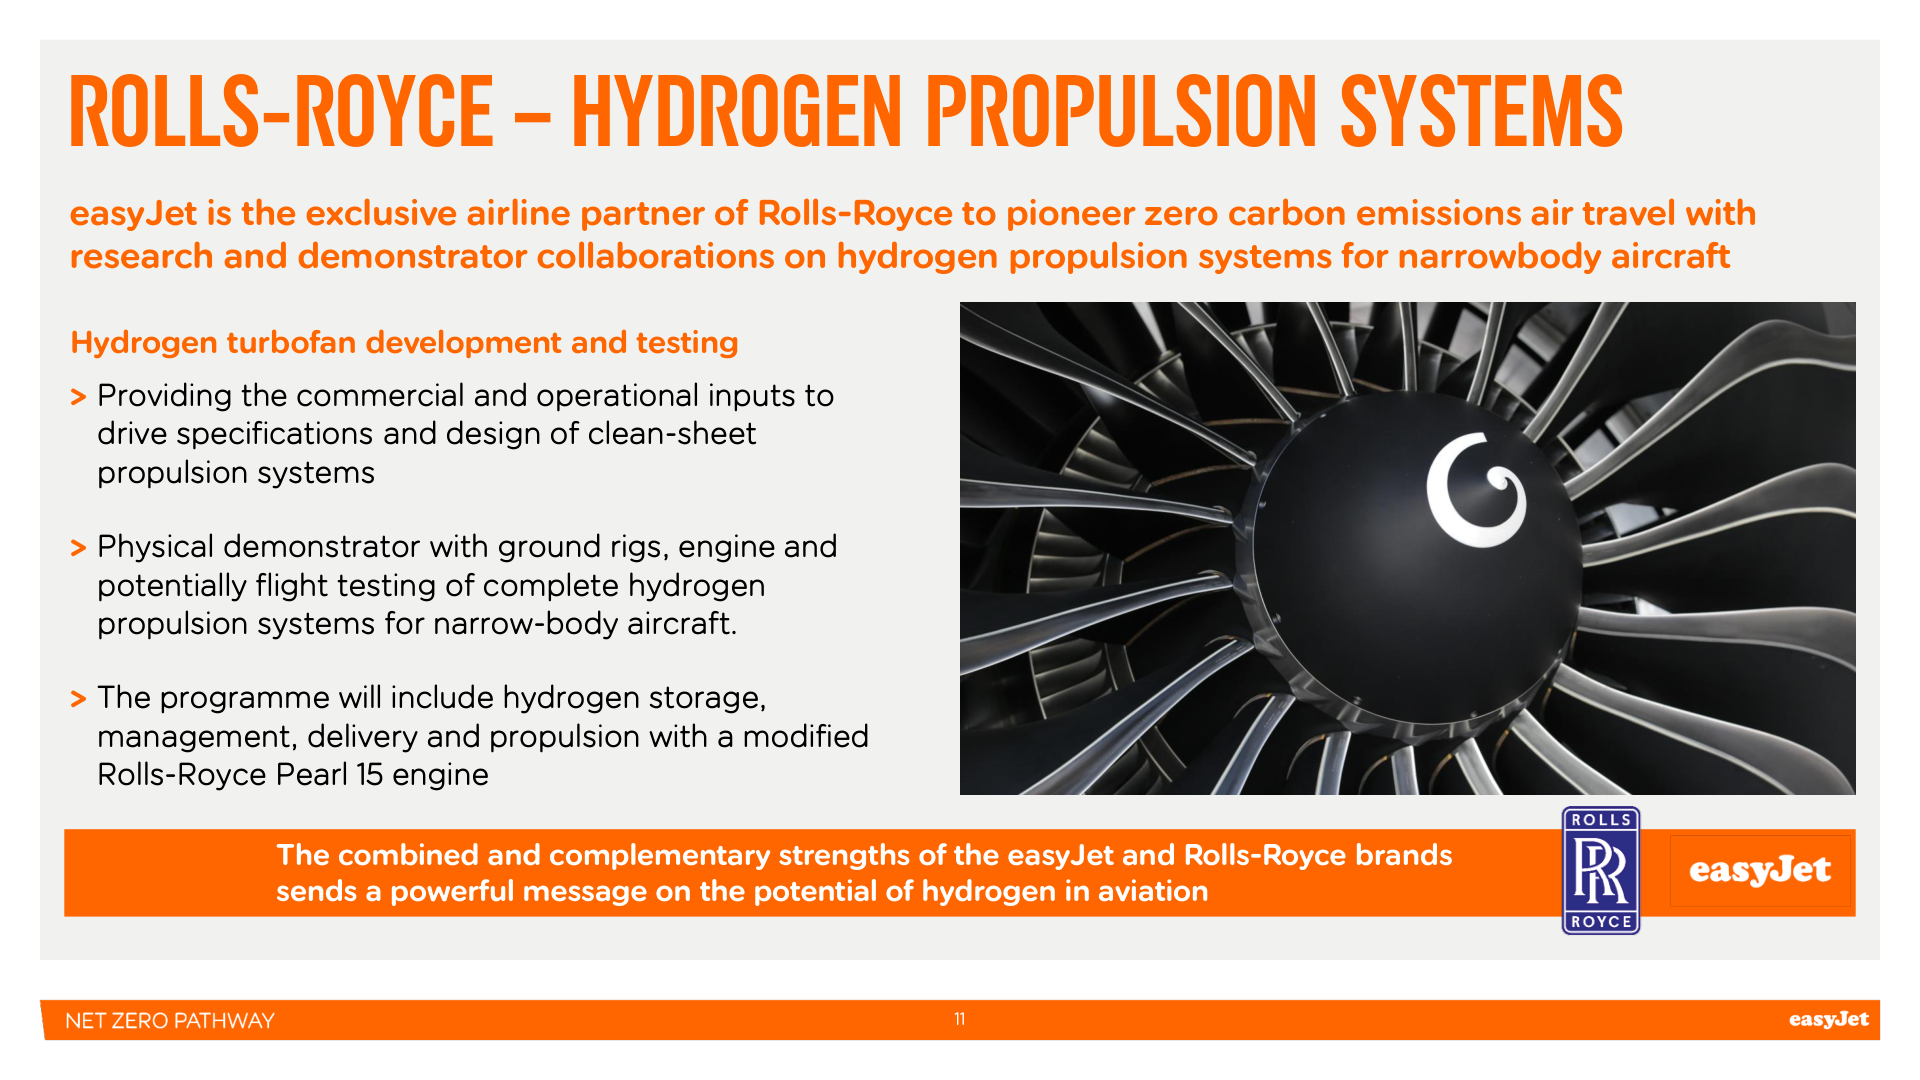 ROLLS-ROYCE – HYDROGEN PROPULSION SYSTEMS
easyJet is the exclusive airline partner of Rolls-Royce to pioneer zero carbon emissions air travel with
research and demonstrator collaborations on hydrogen propulsion systems for narrowbody aircraft
Hydrogen turbofan development and testing
> Providing the commercial and operational inputs to
drive specifications and design of clean-sheet
propulsion systems
> Physical demonstrator with ground rigs, engine and
potentially flight testing of complete hydrogen
propulsion systems for narrow-body aircraft.
> The programme will include hydrogen storage,
management, delivery and propulsion with a modified
Rolls-Royce Pearl 15 engine
The combined and complementary strengths of the easyJet and Rolls-Royce brands
sends a powerful message on the potential of hydrogen in aviation
ROLLS
RR
ROYCE
easyJet
NET ZERO PATHWAY
11
easyJet